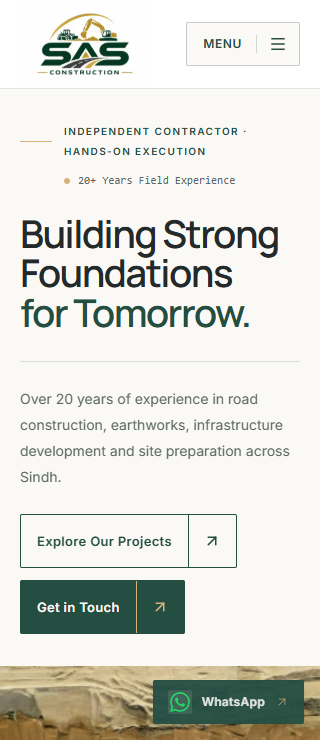 SAS
CONSTRUCTION
MENU
INDEPENDENT CONTRACTOR ·
HANDS-ON EXECUTION
20+ Years Field Experience
Building Strong
Foundations
for Tomorrow.
Over 20 years of experience in road
construction, earthworks, infrastructure
development and site preparation across
Sindh.
Explore Our Projects
Get in Touch
WhatsApp